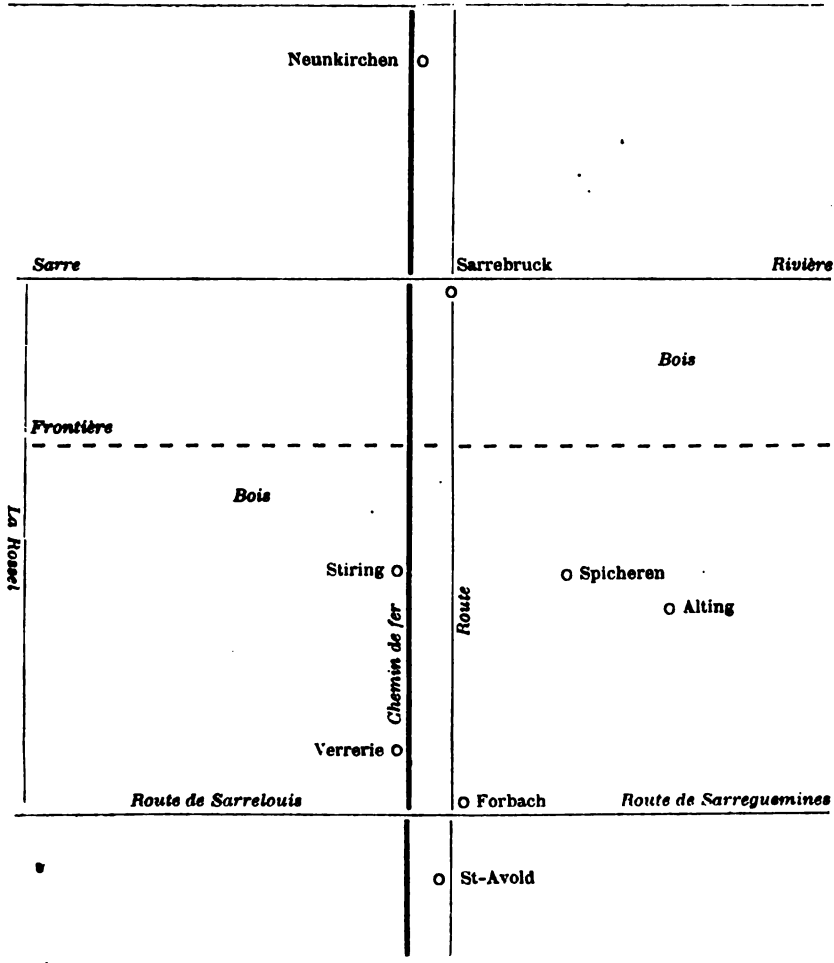 Neunkirchen
Sarre
Sarrebruck
Rivière
Bois
Frontière
Bois
La Rossel
Stiring
Spicheren
Alting
Chemin de fer
Route
Verrerie
Route de Sarrelouis
Forbach
Route de Sarreguemines
St-Avold